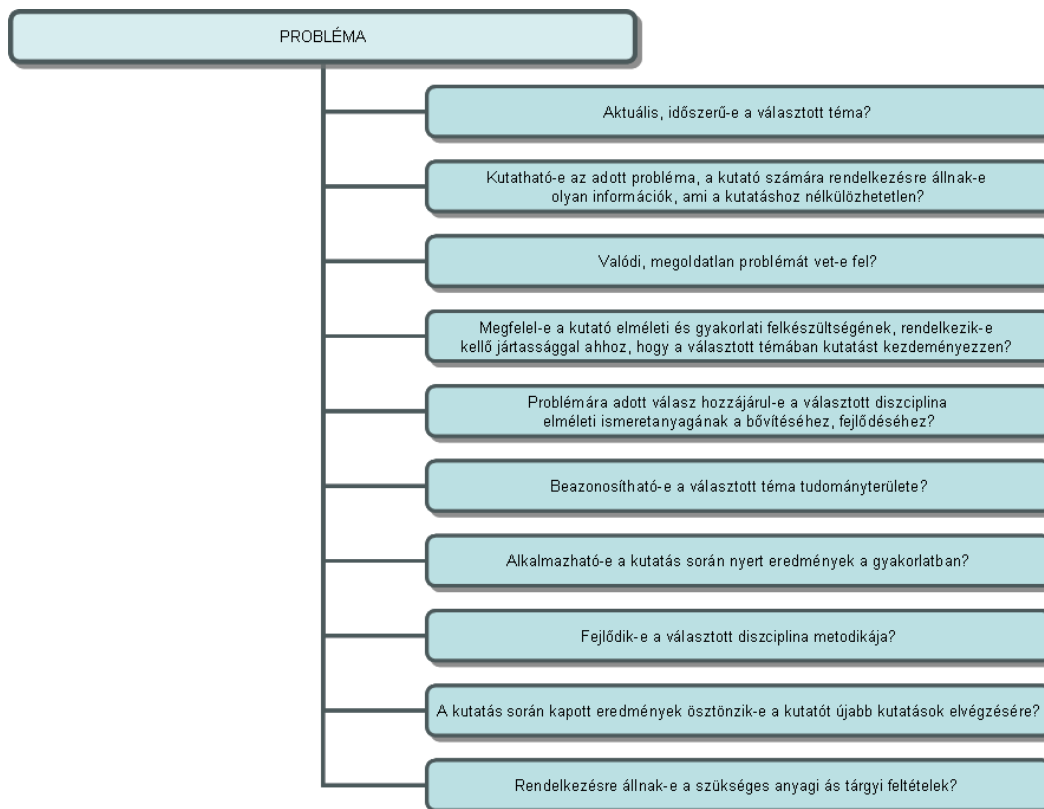 PROBLÉMA
Aktuális, időszerű-e a választott téma?
Kutatható-e az adott probléma, a kutató számára rendelkezésre állnak-e
olyan információk, ami a kutatáshoz nélkülözhetetlen?
Valódi, megoldatlan problémát vet-e fel?
Megfelel-e a kutató elméleti és gyakorlati felkészültségének, rendelkezik-e
kellő jártassággal ahhoz, hogy a választott témában kutatást kezdeményezzen?
Problémára adott válasz hozzájárul-e a választott diszciplina
elméleti ismeretanyagának a bővítéséhez, fejlődéséhez?
Beazonosítható-e a választott téma tudományterülete?
Alkalmazható-e a kutatás során nyert eredmények a gyakorlatban?
Fejlődik-e a választott diszciplina metodikája?
A kutatás során kapott eredmények ösztönzik-e a kutatót újabb kutatások elvégzésére?
Rendelkezésre állnak-e a szükséges anyagi ás tárgyi feltételek?